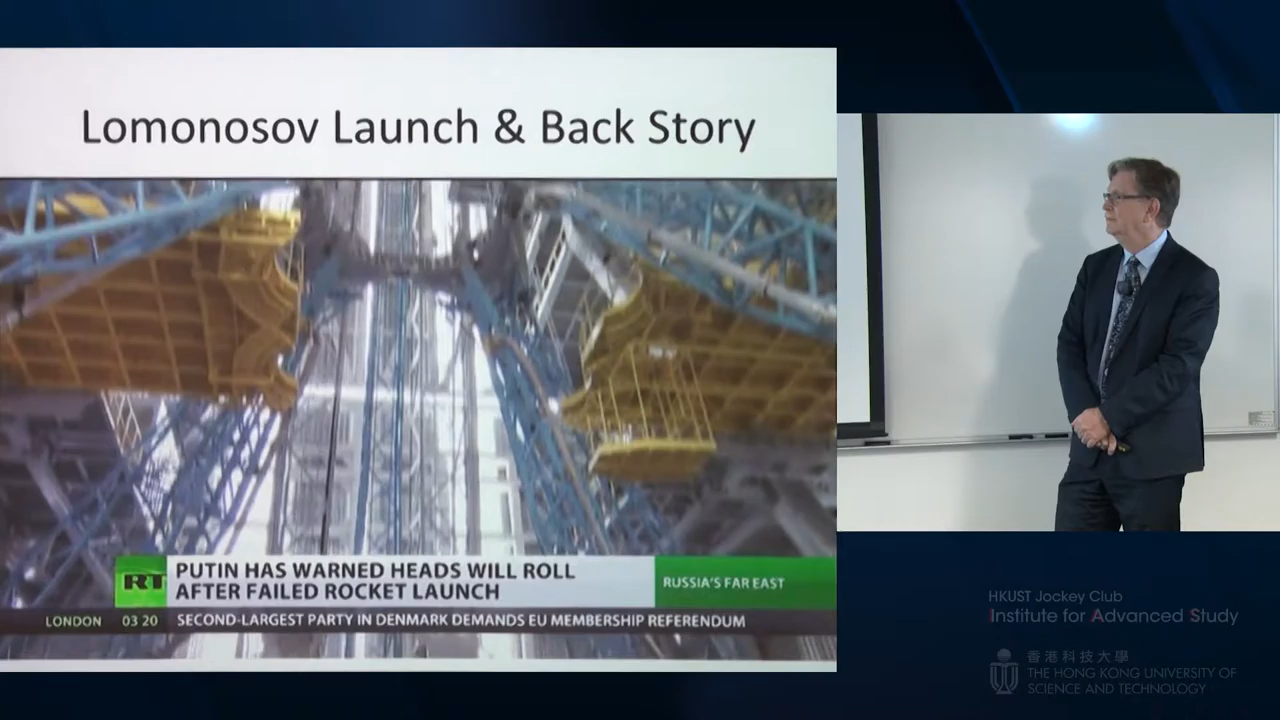 Lomonosov Launch & Back Story
RT
PUTIN HAS WARNED HEADS WILL ROLL
AFTER FAILED ROCKET LAUNCH
RUSSIA'S FAR EAST
LONDON 03 20 SECOND-LARGEST PARTY IN DENMARK DEMANDS EU MEMBERSHIP REFERENDUM
HKUST Jockey Club
Institute for Advanced Study
香港科技大學
THE HONG KONG UNIVERSITY OF
SCIENCE AND TECHNOLOGY